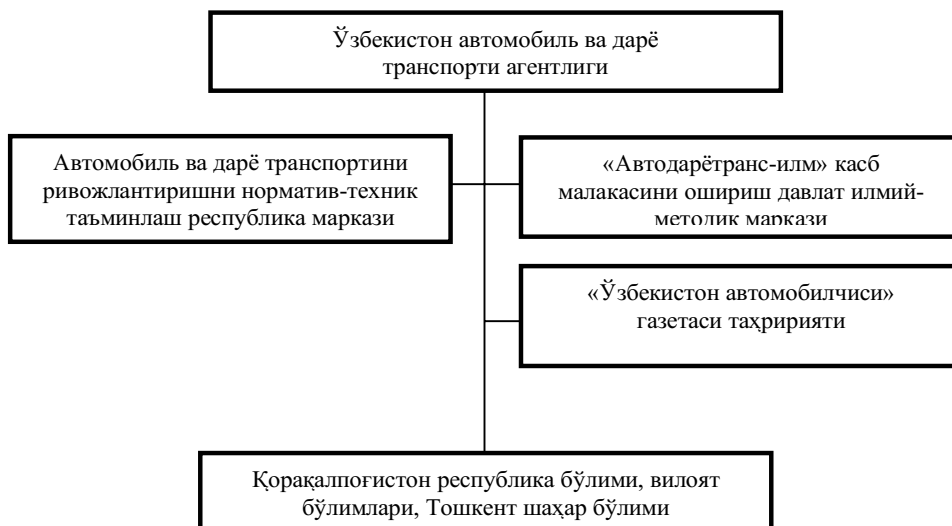 Ўзбекистон автомобиль ва дарё
транспорти агентлиги
Автомобиль ва дарё транспортини
ривожлантиришни норматив-техник
таъминлаш республика маркази
«Автодарётранс-илм» касб
малакасини ошириш давлат илмий-
методик маркази
«Ўзбекистон автомобилчиси»
газетаси таҳририяти
Қорақалпоғистон республика бўлими, вилоят
бўлимлари, Тошкент шаҳар бўлими